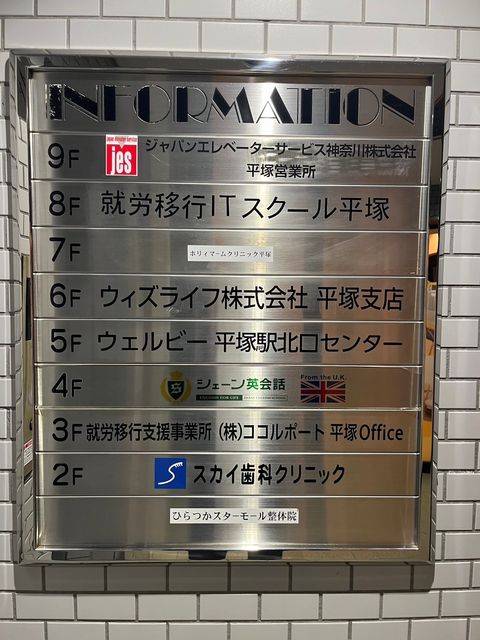 INFORMATION
9F
Japan Elevator Service
jes
ジャパンエレベーターサービス神奈川株式会社
平塚営業所
8F 就労移行ITスクール平塚
7F ホリィマームクリニック平塚
6F ウィズライフ株式会社 平塚支店
5F ウェルビー 平塚駅北口センター
4F シェーン英会話 From the U.K.
ENGLISH FOR LIFE
3F 就労移行支援事業所 (株)ココルポート 平塚Office
2F S スカイ歯科クリニック
ひらつかスターモール整体院